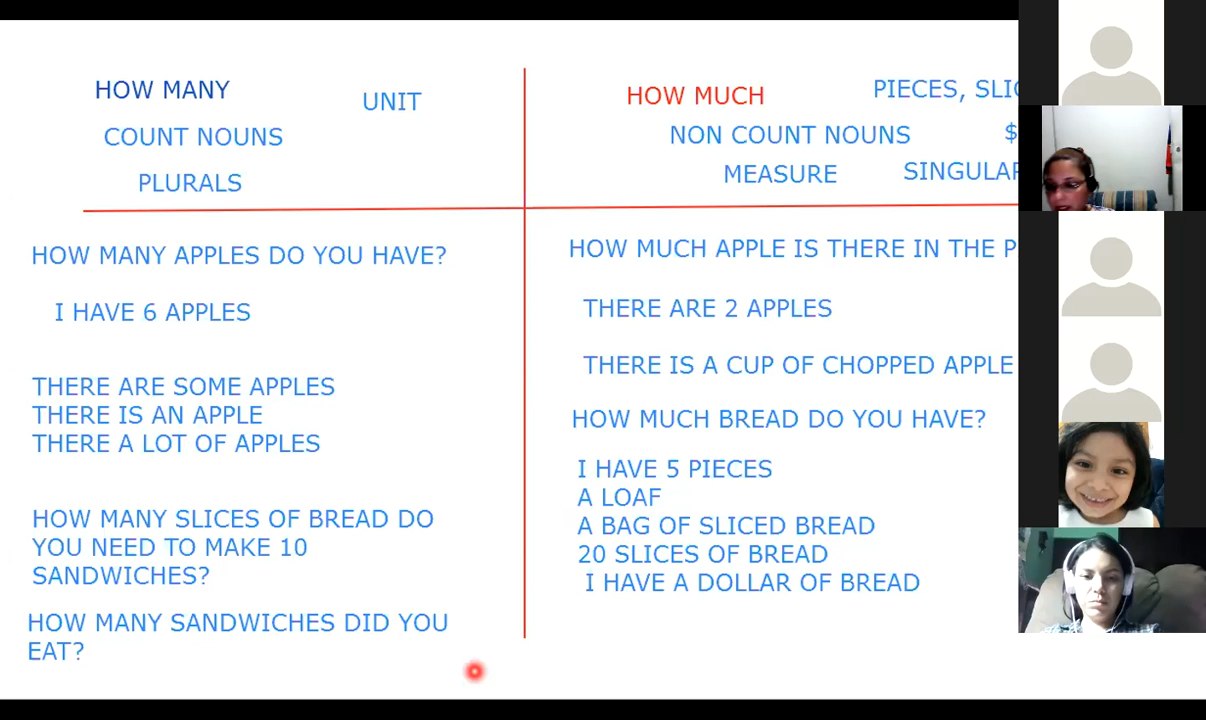 HOW MANY
UNIT
COUNT NOUNS
PLURALS
HOW MANY APPLES DO YOU HAVE?
I HAVE 6 APPLES
THERE ARE SOME APPLES
THERE IS AN APPLE
THERE A LOT OF APPLES
HOW MANY SLICES OF BREAD DO
YOU NEED TO MAKE 10
SANDWICHES?
HOW MANY SANDWICHES DID YOU
EAT?
HOW MUCH
PIECES,
NON COUNT NOUNS
$
MEASURE
SINGULAR
HOW MUCH APPLE IS THERE IN THE
THERE ARE 2 APPLES
THERE IS A CUP OF CHOPPED APPLE
HOW MUCH BREAD DO YOU HAVE?
I HAVE 5 PIECES
A LOAF
A BAG OF SLICED BREAD
20 SLICES OF BREAD
I HAVE A DOLLAR OF BREAD